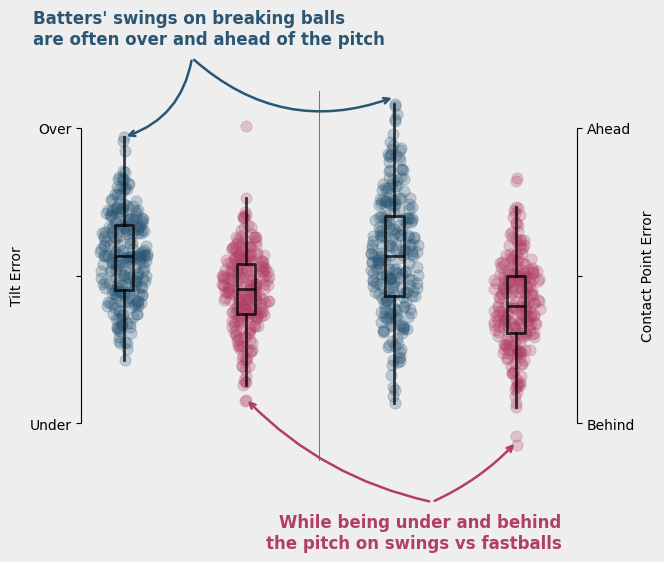 Batters' swings on breaking balls
are often over and ahead of the pitch
Over
Ahead
Tilt Error
Contact Point Error
Under
Behind
While being under and behind
the pitch on swings vs fastballs